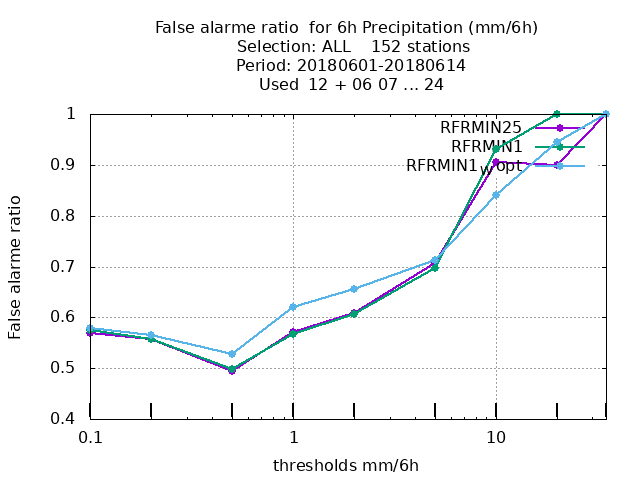 False alarme ratio  for 6h Precipitation (mm/6h)
Selection: ALL    152 stations
Period: 20180601-20180614
Used  12 + 06 07 ... 24
RFRMIN25
RFRMIN1
RFRMIN1wopt
1
0.9
0.8
0.7
0.6
0.5
0.4
False alarme ratio
0.1
1
10
thresholds mm/6h